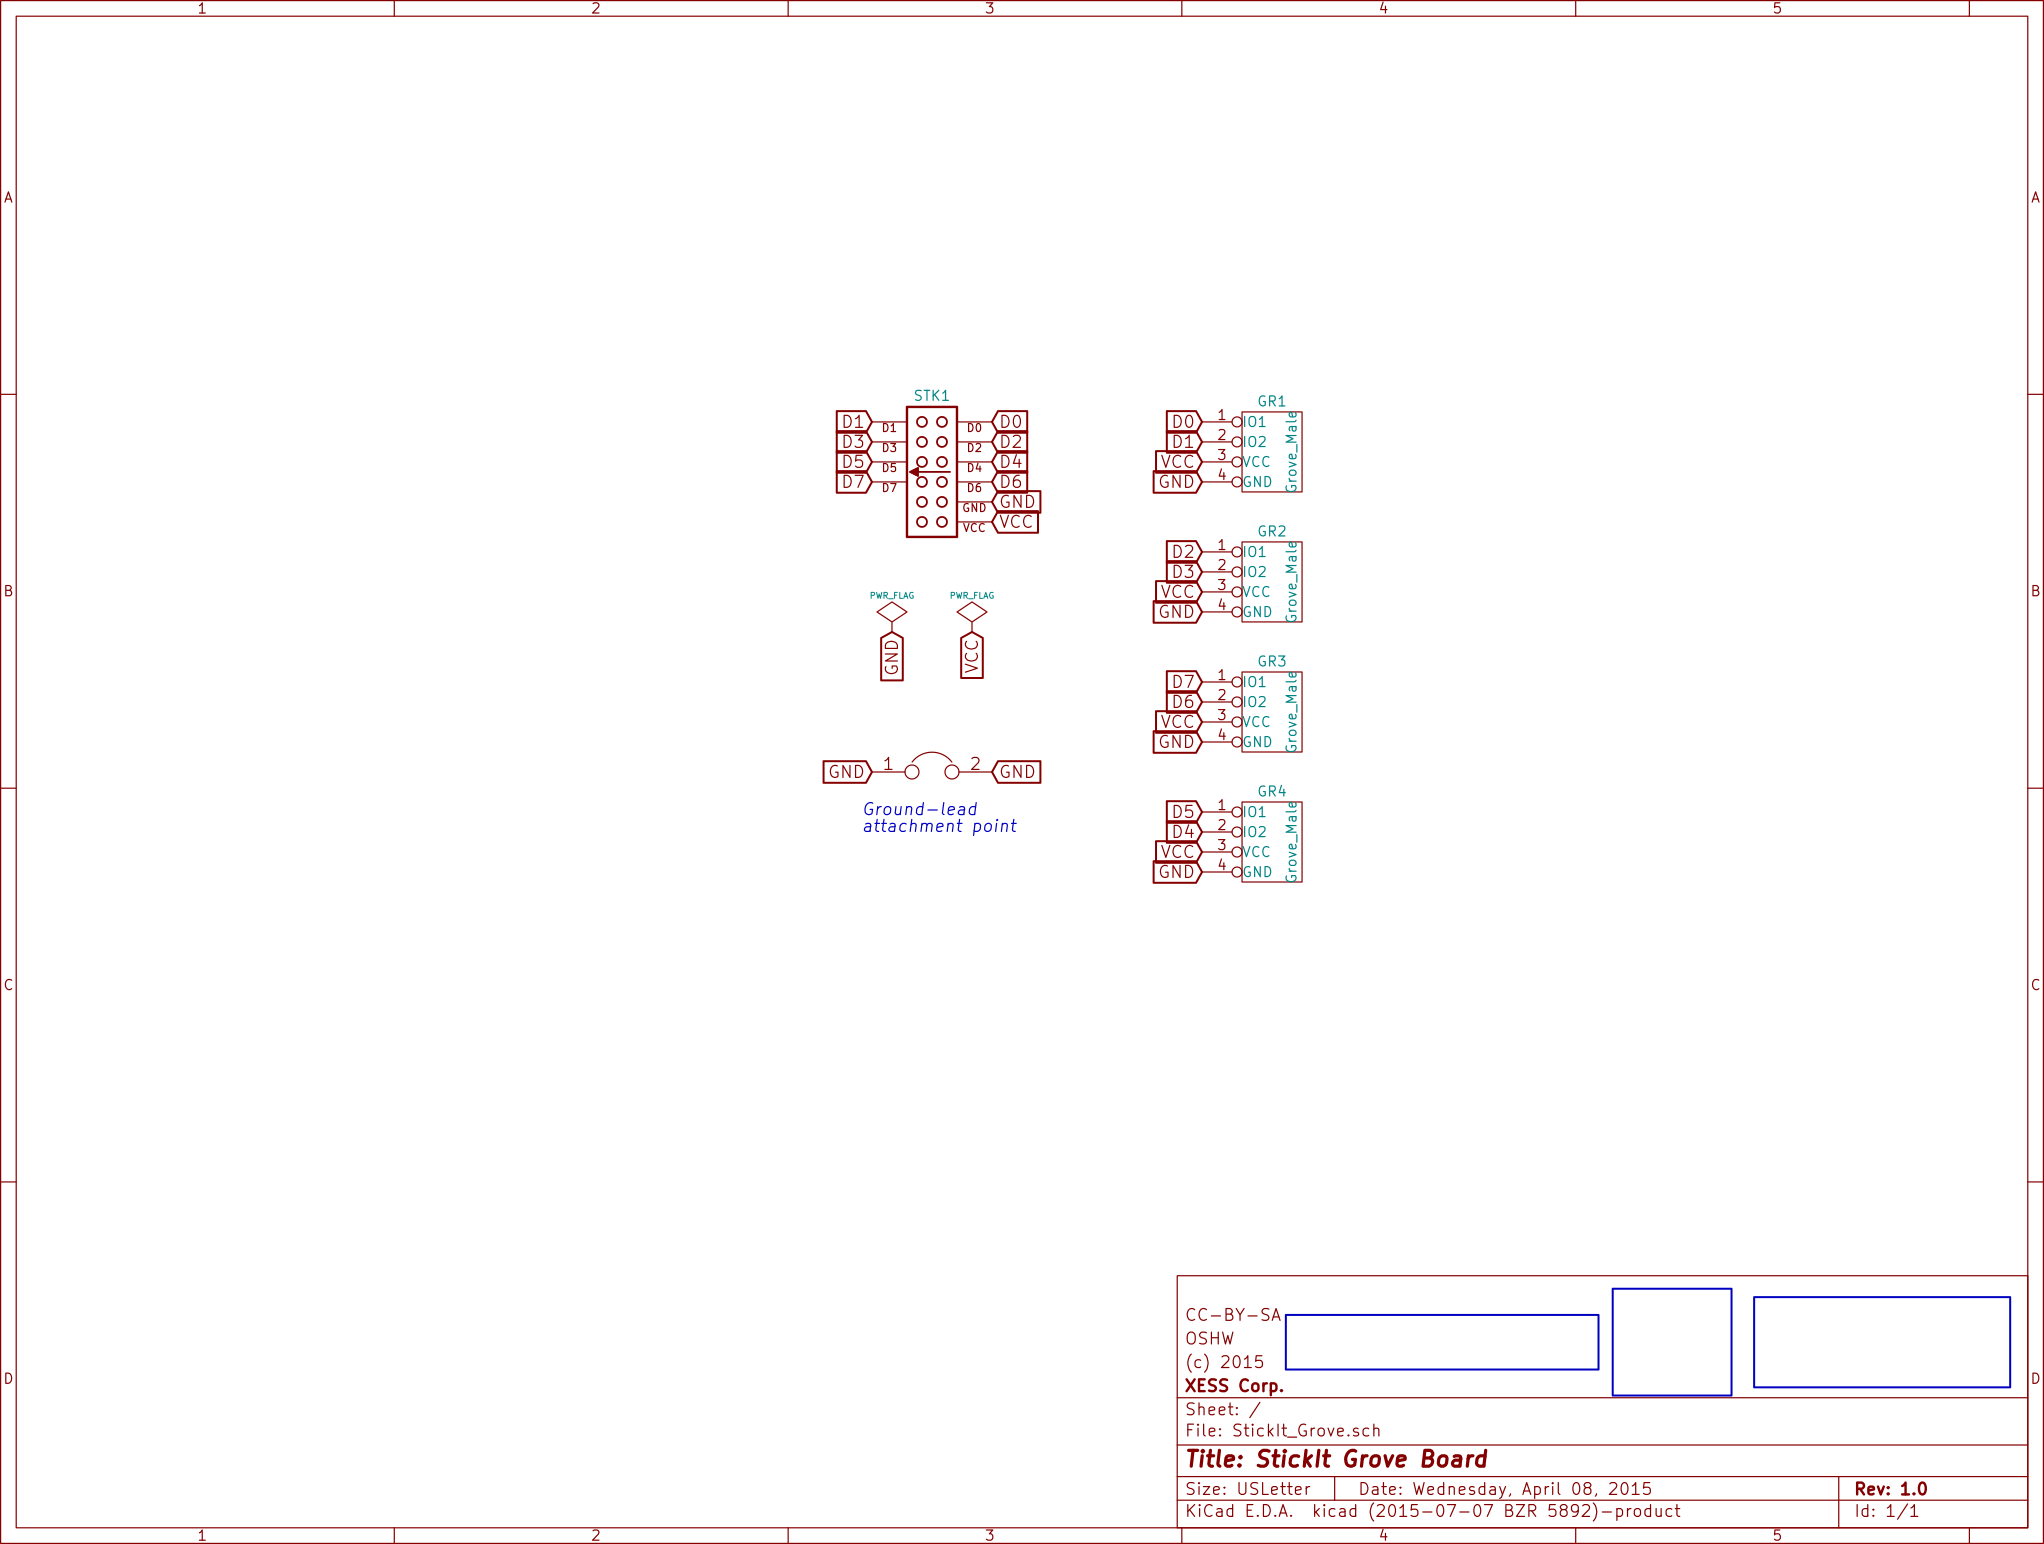 1 2 3 4 5
A A
STK1
D1 D1 D0 D0
D3 D3 D2 D2
D5 D5 D4 D4
D7 D7 D6 D6
GND GND
VCC VCC
GR1
D0 1 IO1
D1 2 IO2
VCC 3 VCC
GND 4 GND
Grove_Male
GR2
D2 1 IO1
D3 2 IO2
VCC 3 VCC
GND 4 GND
Grove_Male
B B
PWR_FLAG PWR_FLAG
GND VCC
GR3
D7 1 IO1
D6 2 IO2
VCC 3 VCC
GND 4 GND
Grove_Male
GND 1 2 GND
Ground-lead
attachment point
GR4
D5 1 IO1
D4 2 IO2
VCC 3 VCC
GND 4 GND
Grove_Male
C C
CC-BY-SA
OSHW
(c) 2015
XESS Corp.
D D
Sheet: /
File: StickIt_Grove.sch
Title: StickIt Grove Board
Size: USLetter Date: Wednesday, April 08, 2015 Rev: 1.0
KiCad E.D.A. kicad (2015-07-07 BZR 5892)-product Id: 1/1
1 2 3 4 5